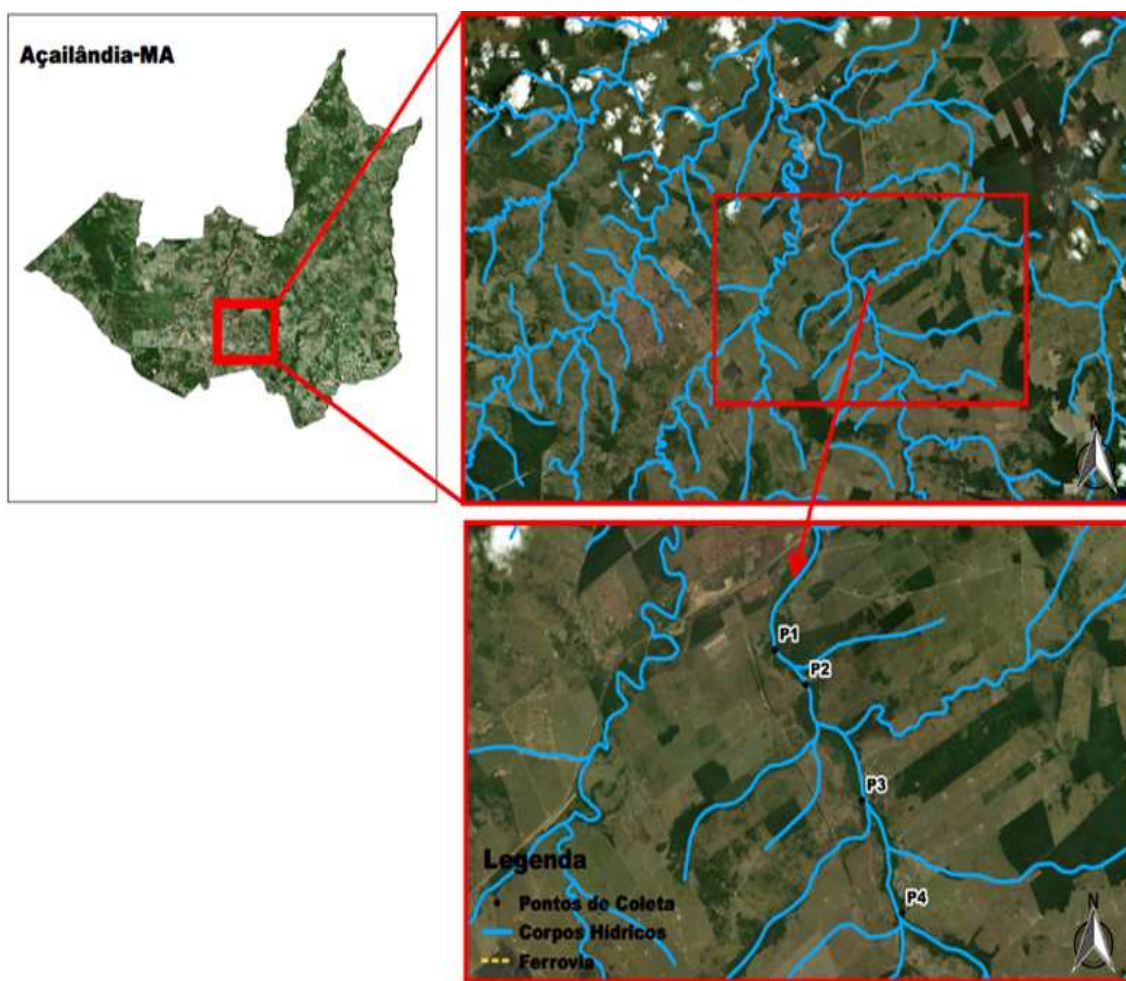 Açailândia-MA
N
P1
P2
P3
P4
Legenda
Pontos de Coleta
Corpos Hídricos
Ferrovia
N